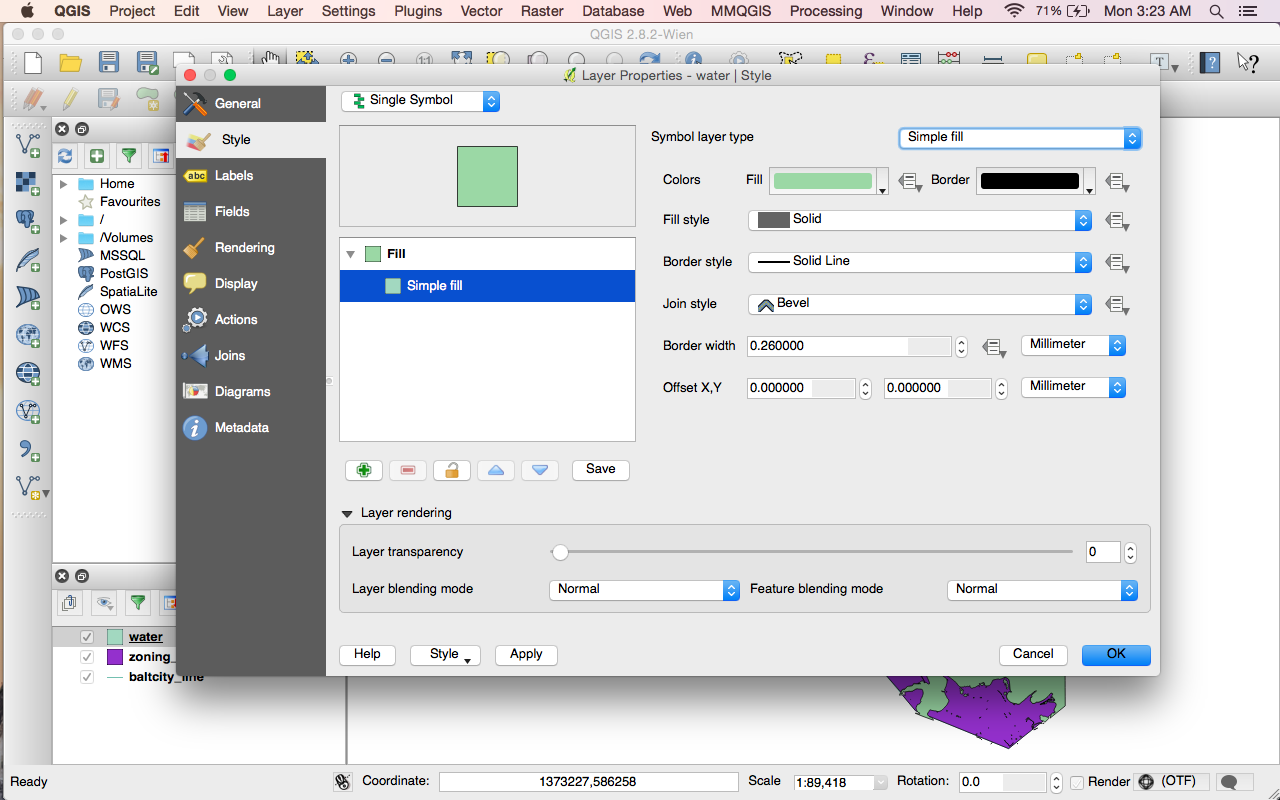 QGIS Project Edit View Layer Settings Plugins Vector Raster Database Web MMQGIS Processing Window Help 71% Mon 3:23 AM
QGIS 2.8.2-Wien
Layer Properties - water | Style
General
Style
Labels
Fields
Rendering
Display
Actions
Joins
Diagrams
Metadata
abc
Single Symbol
Fill
Simple fill
Save
Symbol layer type Simple fill
Colors Fill Border
Fill style Solid
Border style Solid Line
Join style Bevel
Border width 0.260000 Millimeter
Offset X,Y 0.000000 0.000000 Millimeter
Layer rendering
Layer transparency 0
Layer blending mode Normal Feature blending mode Normal
Help Style Apply Cancel OK
Home
Favourites
/
/Volumes
MSSQL
PostGIS
SpatiaLite
OWS
WCS
WFS
WMS
water
zoning_
baltcity_line
Ready Coordinate: 1373227,586258 Scale 1:89,418 Rotation: 0.0 Render (OTF)